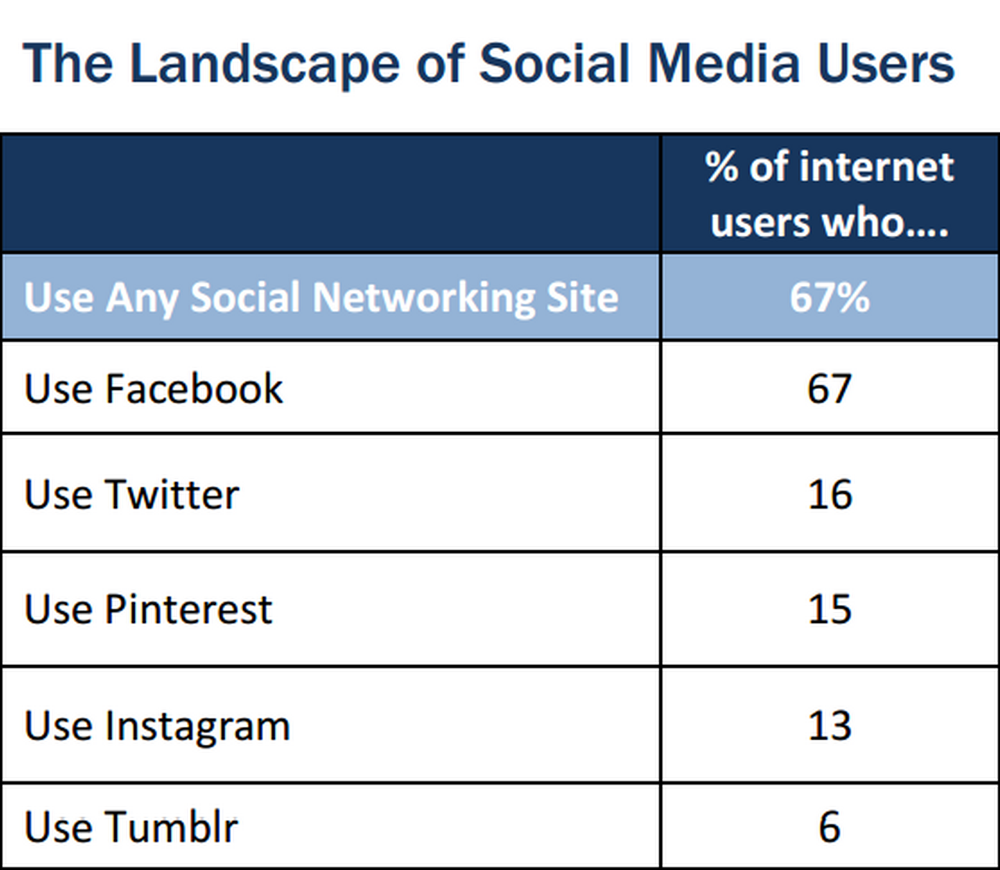 The Landscape of Social Media Users
% of internet
users who....
Use Any Social Networking Site 67%
Use Facebook 67
Use Twitter 16
Use Pinterest 15
Use Instagram 13
Use Tumblr 6